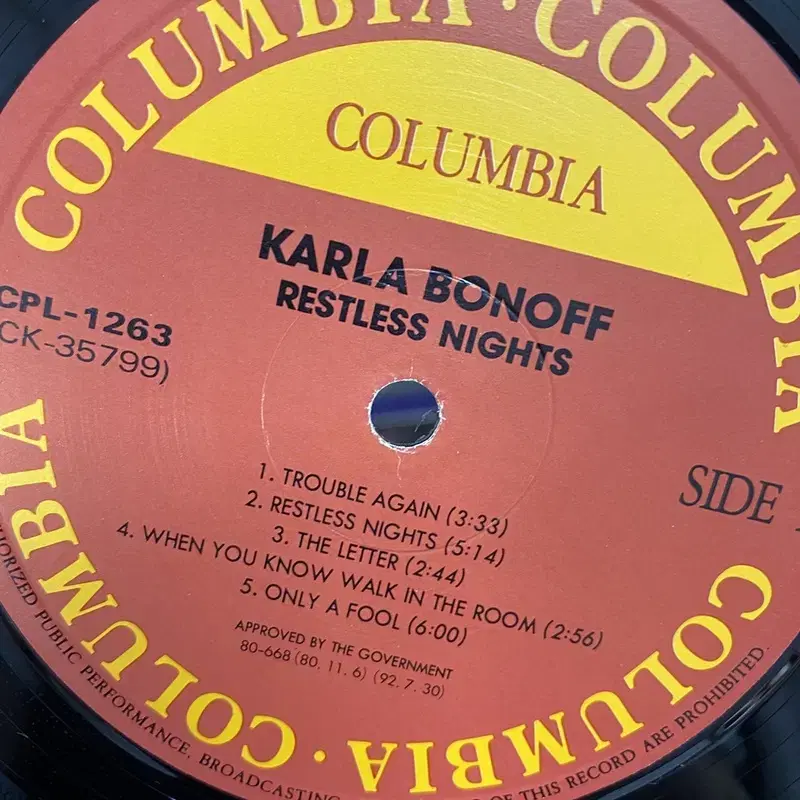 COLUMBIA · COLUMBIA
COLUMBIA
KARLA BONOFF
RESTLESS NIGHTS
CPL-1263
CK-35799)
SIDE
1. TROUBLE AGAIN (3:33)
2. RESTLESS NIGHTS (5:14)
3. THE LETTER (2:44)
4. WHEN YOU KNOW WALK IN THE ROOM (2:56)
5. ONLY A FOOL (6:00)
APPROVED BY THE GOVERNMENT
80-668 (80. 11. 6) (92. 7. 30)
COLUMBIA · COLUMBIA
PUBLIC PERFORMANCE, BROADCASTING
OF THIS RECORD ARE PROHIBITED.